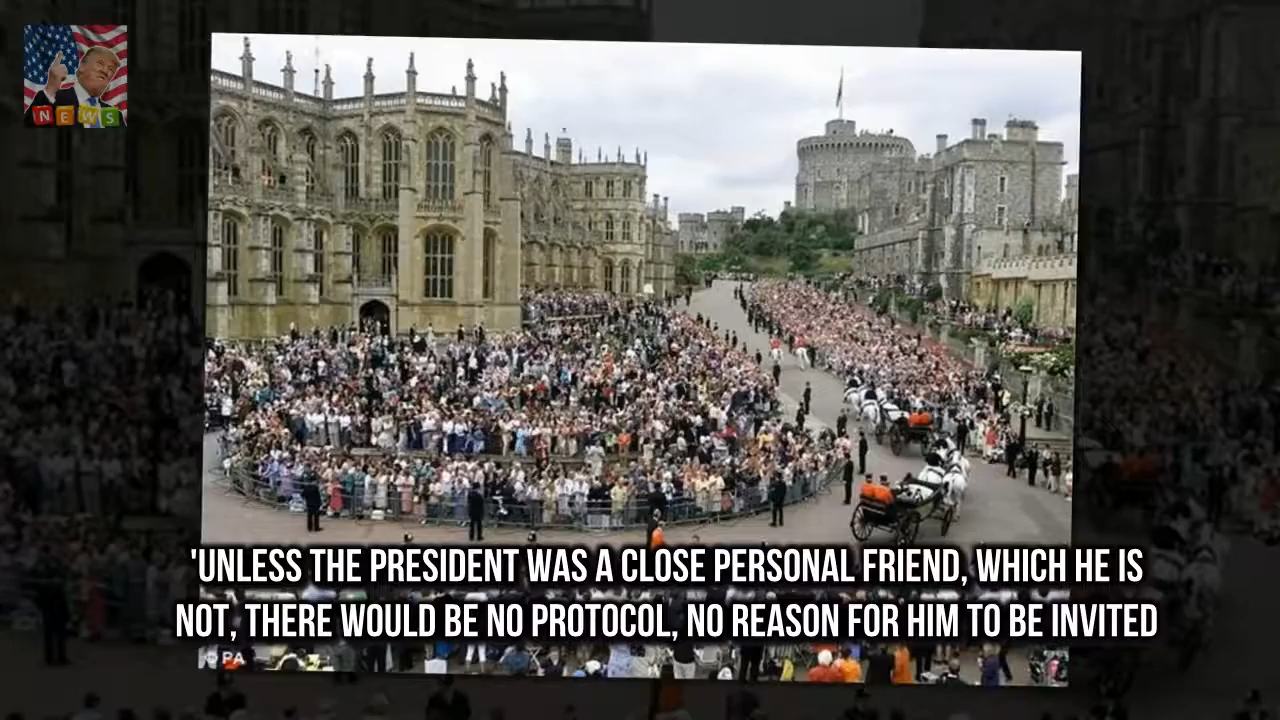 NEWS
'UNLESS THE PRESIDENT WAS A CLOSE PERSONAL FRIEND, WHICH HE IS
NOT, THERE WOULD BE NO PROTOCOL, NO REASON FOR HIM TO BE INVITED
PA